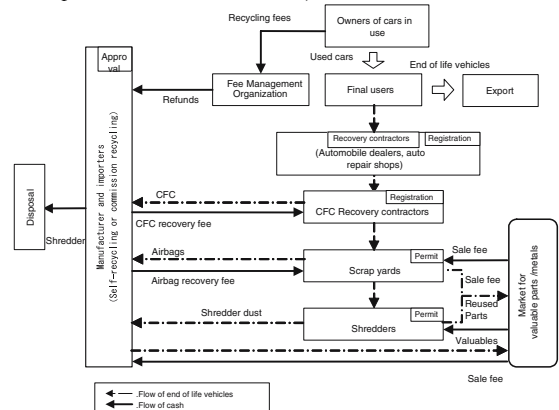 Recycling fees
Owners of cars in
use
Used cars
End of life vehicles
Appro
val
Fee Management
Organization
Refunds
Final users
Export
Recovery contractors
Registration
(Automobile dealers, auto
repair shops)
Manufacturer and importers
(Self-recycling or commission recycling)
Disposal
Shredder
CFC
CFC recovery fee
Registration
CFC Recovery contractors
Airbags
Airbag recovery fee
Permit
Scrap yards
Sale fee
Sale fee
Reused
Parts
Market for
valuable parts /metals
Shredder dust
Permit
Shredders
Valuables
Sale fee
.Flow of end of life vehicles
.Flow of cash